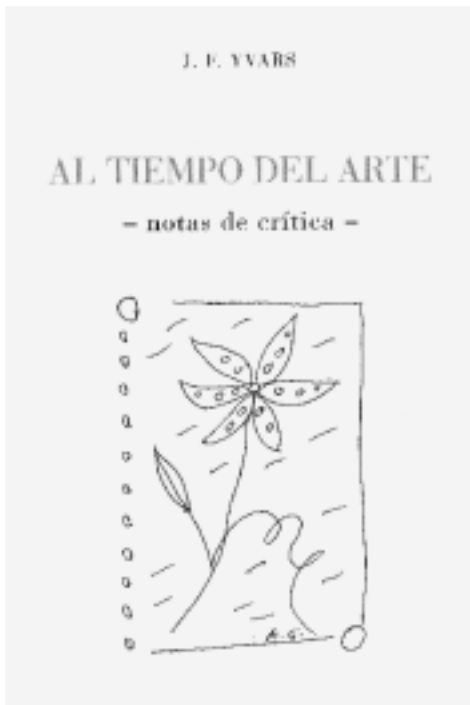 J. F. YVARS
AL TIEMPO DEL ARTE
– notas de crítica –
A.G.